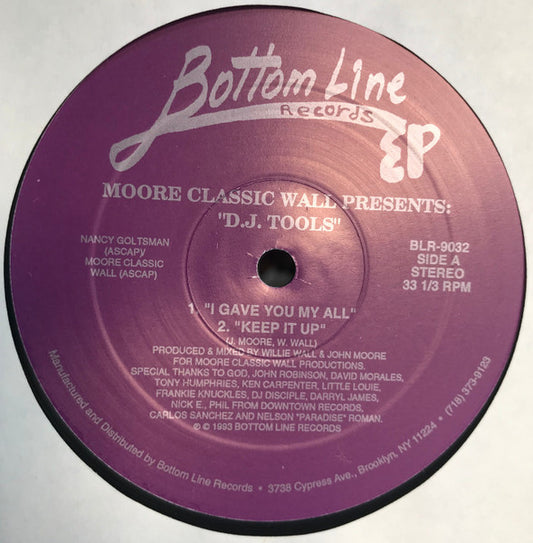 Bottom Line
Records
EP
MOORE CLASSIC WALL PRESENTS:
"D.J. TOOLS"
NANCY GOLTSMAN
(ASCAP)/
MOORE CLASSIC
WALL (ASCAP)
BLR-9032
SIDE A
STEREO
33 1/3 RPM
1. "I GAVE YOU MY ALL"
2. "KEEP IT UP"
(J. MOORE, W. WALL)
PRODUCED & MIXED BY WILLIE WALL & JOHN MOORE
FOR MOORE CLASSIC WALL PRODUCTIONS.
SPECIAL THANKS TO GOD, JOHN ROBINSON, DAVID MORALES,
TONY HUMPHRIES, KEN CARPENTER, LITTLE LOUIE,
FRANKIE KNUCKLES, DJ DISCIPLE, DARRYL JAMES,
NICK E., PHIL FROM DOWNTOWN RECORDS,
CARLOS SANCHEZ AND NELSON "PARADISE" ROMAN.
℗ © 1993 BOTTOM LINE RECORDS
Manufactured and Distributed by Bottom Line Records • 3738 Cypress Ave., Brooklyn, NY 11224 • (718) 373-9123